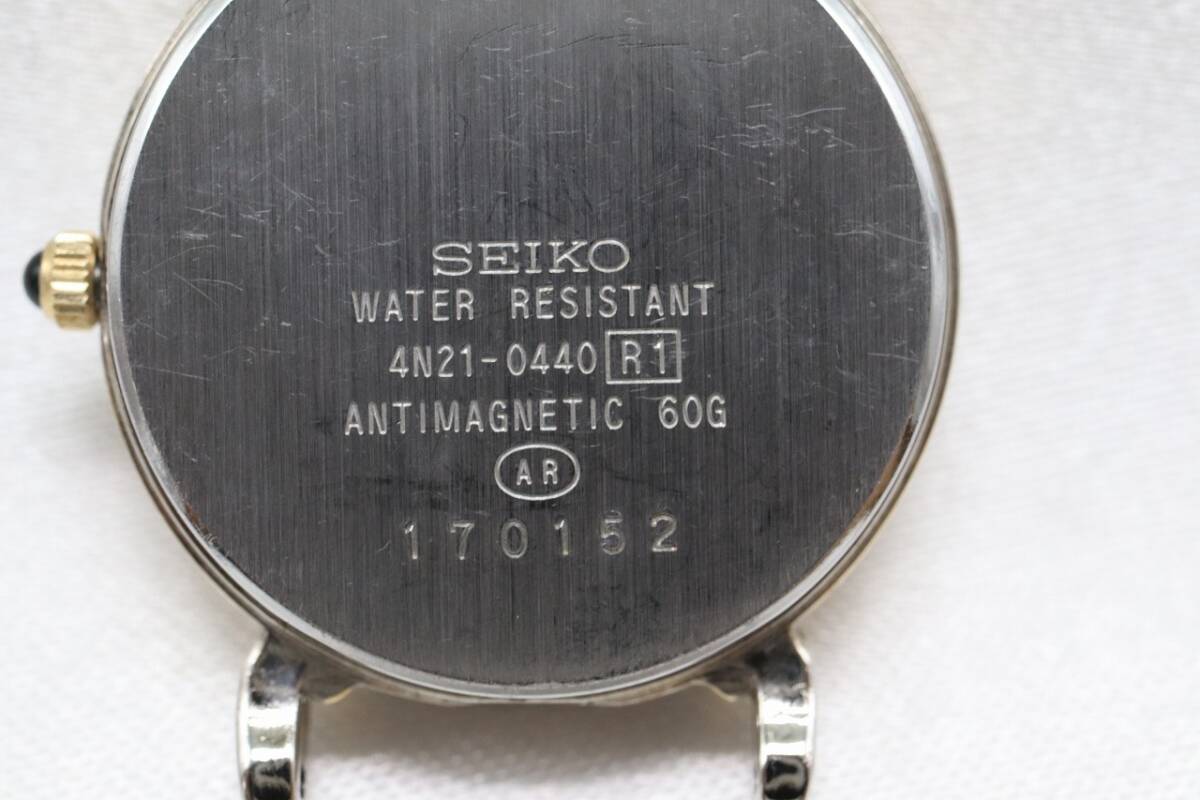 SEIKO
WATER RESISTANT
4N21-0440 R1
ANTIMAGNETIC 60G
AR
170152